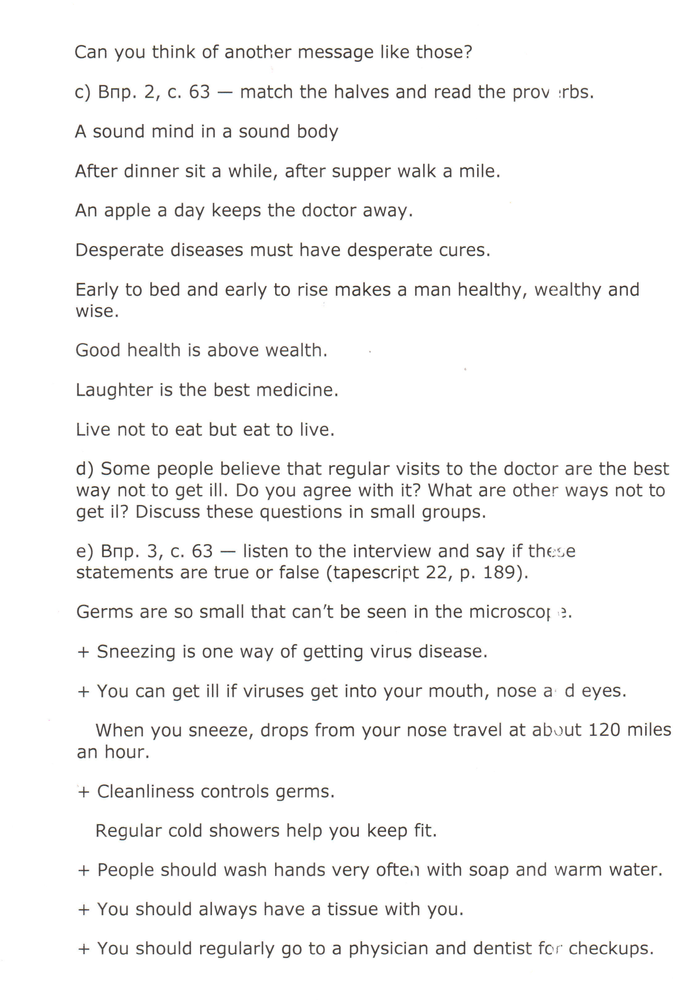 Can you think of another message like those?
c) Впр. 2, с. 63 — match the halves and read the proverbs.
A sound mind in a sound body
After dinner sit a while, after supper walk a mile.
An apple a day keeps the doctor away.
Desperate diseases must have desperate cures.
Early to bed and early to rise makes a man healthy, wealthy and
wise.
Good health is above wealth.
Laughter is the best medicine.
Live not to eat but eat to live.
d) Some people believe that regular visits to the doctor are the best
way not to get ill. Do you agree with it? What are other ways not to
get il? Discuss these questions in small groups.
e) Впр. 3, с. 63 — listen to the interview and say if these
statements are true or false (tapescript 22, p. 189).
Germs are so small that can't be seen in the microscope.
+ Sneezing is one way of getting virus disease.
+ You can get ill if viruses get into your mouth, nose and eyes.
When you sneeze, drops from your nose travel at about 120 miles
an hour.
+ Cleanliness controls germs.
Regular cold showers help you keep fit.
+ People should wash hands very often with soap and warm water.
+ You should always have a tissue with you.
+ You should regularly go to a physician and dentist for checkups.